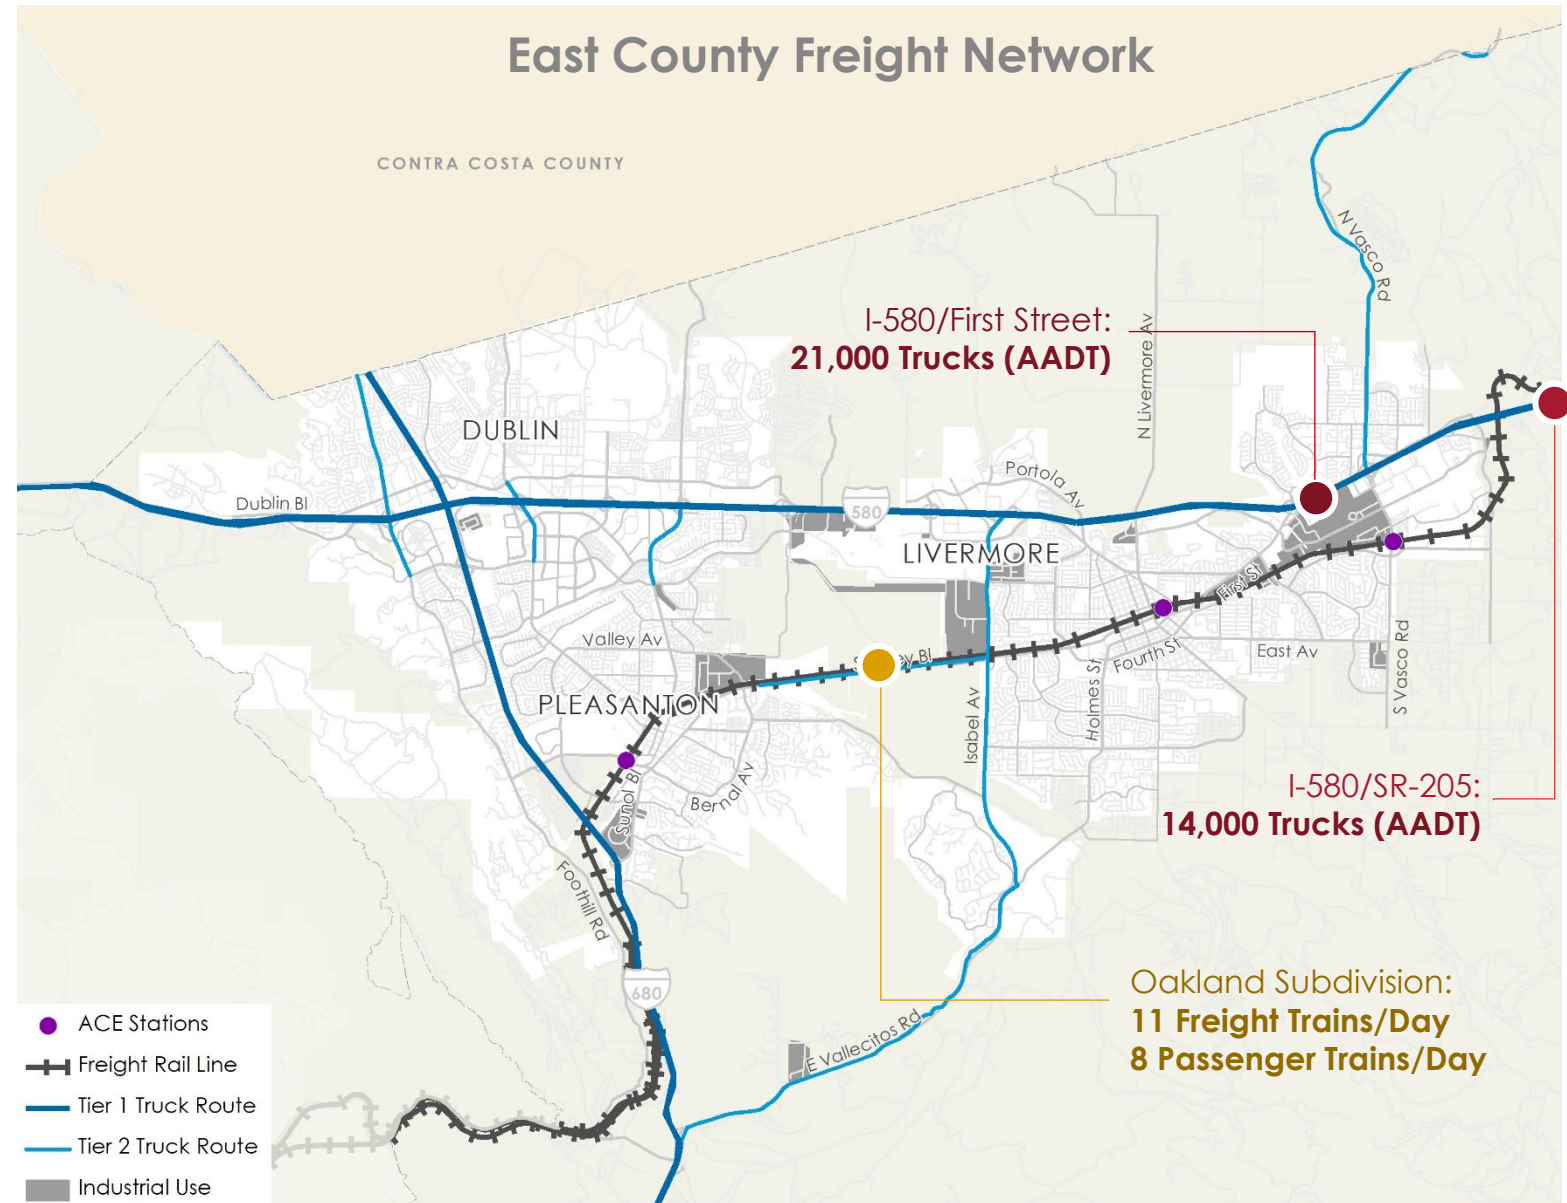 East County Freight Network
CONTRA COSTA COUNTY
N Vasco Rd
I-580/First Street:
21,000 Trucks (AADT)
N Livermore Av
DUBLIN
Portola Av
Dublin Bl
580
LIVERMORE
First St
Valley Av
ey Bl
Fourth St
East Av
Holmes St
S Vasco Rd
PLEASANTON
Isabel Av
Sunol Bl
Bernal Av
I-580/SR-205:
14,000 Trucks (AADT)
Foothill Rd
680
Oakland Subdivision:
11 Freight Trains/Day
8 Passenger Trains/Day
E Vallecitos Rd
ACE Stations
Freight Rail Line
Tier 1 Truck Route
Tier 2 Truck Route
Industrial Use